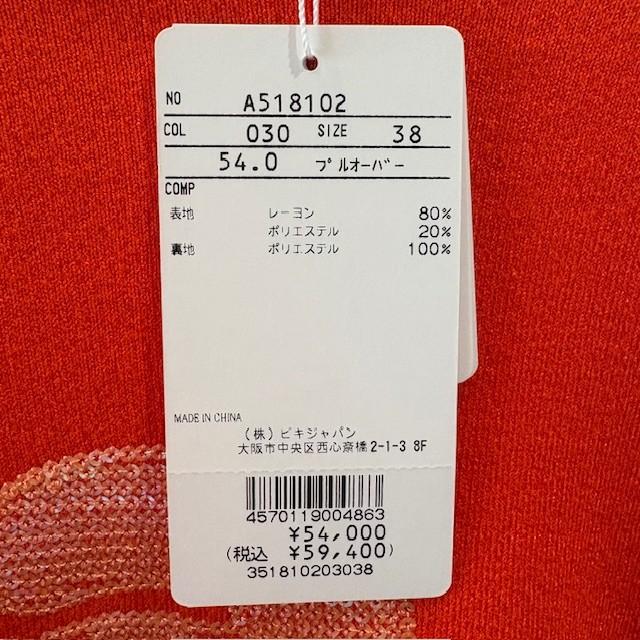 NO A518102
COL 030 SIZE 38
54.0 プルオーバー
COMP
表地 レーヨン 80%
ポリエステル 20%
裏地 ポリエステル 100%
MADE IN CHINA
(株)ピキジャパン
大阪市中央区西心斎橋2-1-3 8F
4570119004863
¥54,000
(税込 ¥59,400)
351810203038